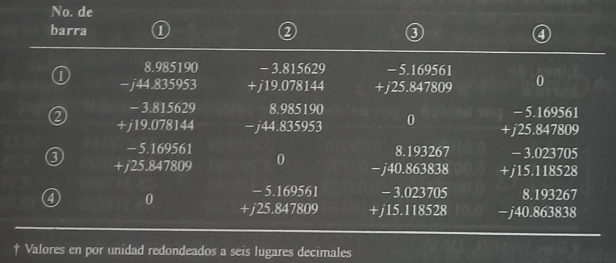 No. de
barra ① ② ③ ④
① 8.985190 −3.815629 −5.169561 0
−j44.835953 +j19.078144 +j25.847809
② −3.815629 8.985190 0 −5.169561
+j19.078144 −j44.835953 +j25.847809
③ −5.169561 0 8.193267 −3.023705
+j25.847809 −j40.863838 +j15.118528
④ 0 −5.169561 −3.023705 8.193267
+j25.847809 +j15.118528 −j40.863838
† Valores en por unidad redondeados a seis lugares decimales